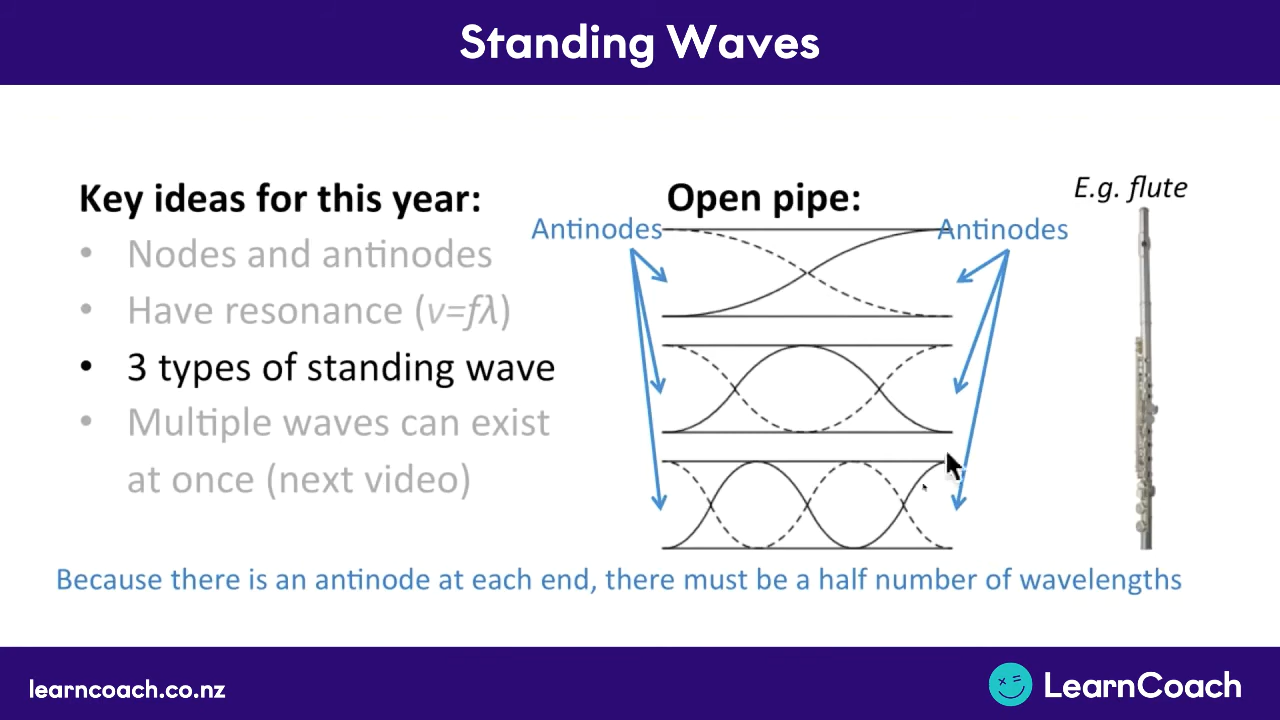 Standing Waves
Key ideas for this year:
• Nodes and antinodes
• Have resonance (v=fλ)
• 3 types of standing wave
• Multiple waves can exist
at once (next video)
Open pipe:
E.g. flute
Antinodes
Antinodes
Because there is an antinode at each end, there must be a half number of wavelengths
learncoach.co.nz
LearnCoach